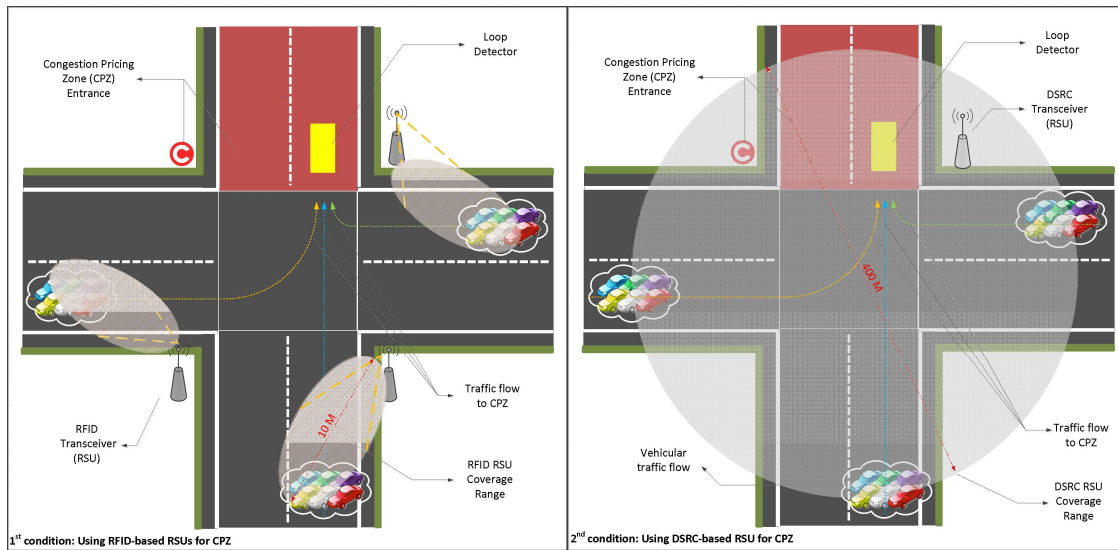 Congestion Pricing
Zone (CPZ)
Entrance
Loop
Detector
C
10 M
RFID
Transceiver
(RSU)
Traffic flow
to CPZ
RFID RSU
Coverage
Range
1st condition: Using RFID-based RSUs for CPZ
Congestion Pricing
Zone (CPZ)
Entrance
Loop
Detector
DSRC
Transceiver
(RSU)
C
400 M
Vehicular
traffic flow
Traffic flow
to CPZ
DSRC RSU
Coverage
Range
2nd condition: Using DSRC-based RSU for CPZ